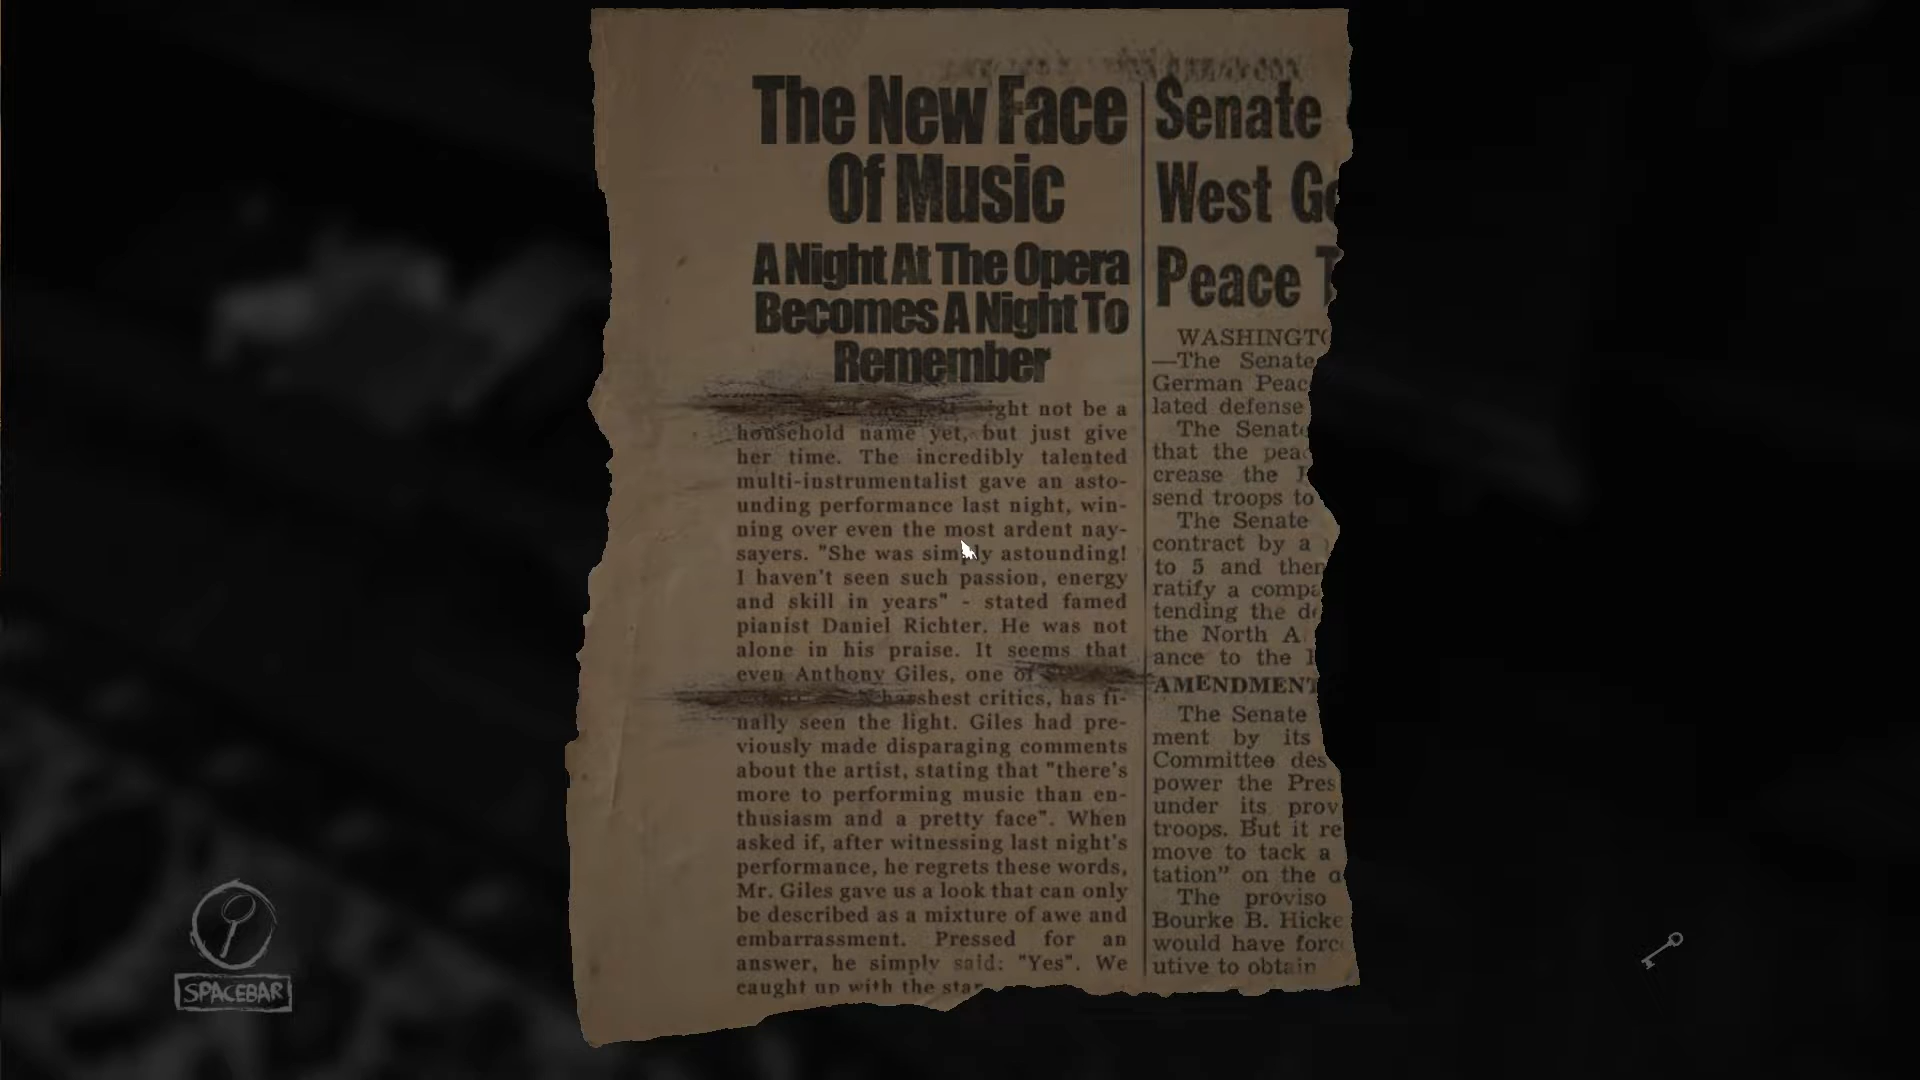 The New Face
Of Music
A Night At The Opera
Becomes A Night To
Remember
not be a
household name yet, but just give
her time. The incredibly talented
multi-instrumentalist gave an asto-
unding performance last night, win-
ning over even the most ardent nay-
sayers. "She was simply astounding!
I haven't seen such passion, energy
and skill in years" - stated famed
pianist Daniel Richter. He was not
alone in his praise. It seems that
even Anthony Giles, one of
harshest critics, has fi-
nally seen the light. Giles had pre-
viously made disparaging comments
about the artist, stating that "there's
more to performing music than en-
thusiasm and a pretty face". When
asked if, after witnessing last night's
performance, he regrets these words,
Mr. Giles gave us a look that can only
be described as a mixture of awe and
embarrassment. Pressed for an
answer, he simply said: "Yes". We
caught up with the star
Senate
West Ge
Peace T
WASHINGTO
—The Senate
German Peac
lated defense
The Senate
that the peac
crease the
send troops to
The Senate
contract by a
to 5 and then
ratify a compa
tending the de
the North A
ance to the
AMENDMENT
The Senate
ment by its
Committee des
power the Pres
under its prov
troops. But it re
move to tack a
tation" on the a
The proviso
Bourke B. Hicke
would have forc
utive to obtain
SPACEBAR